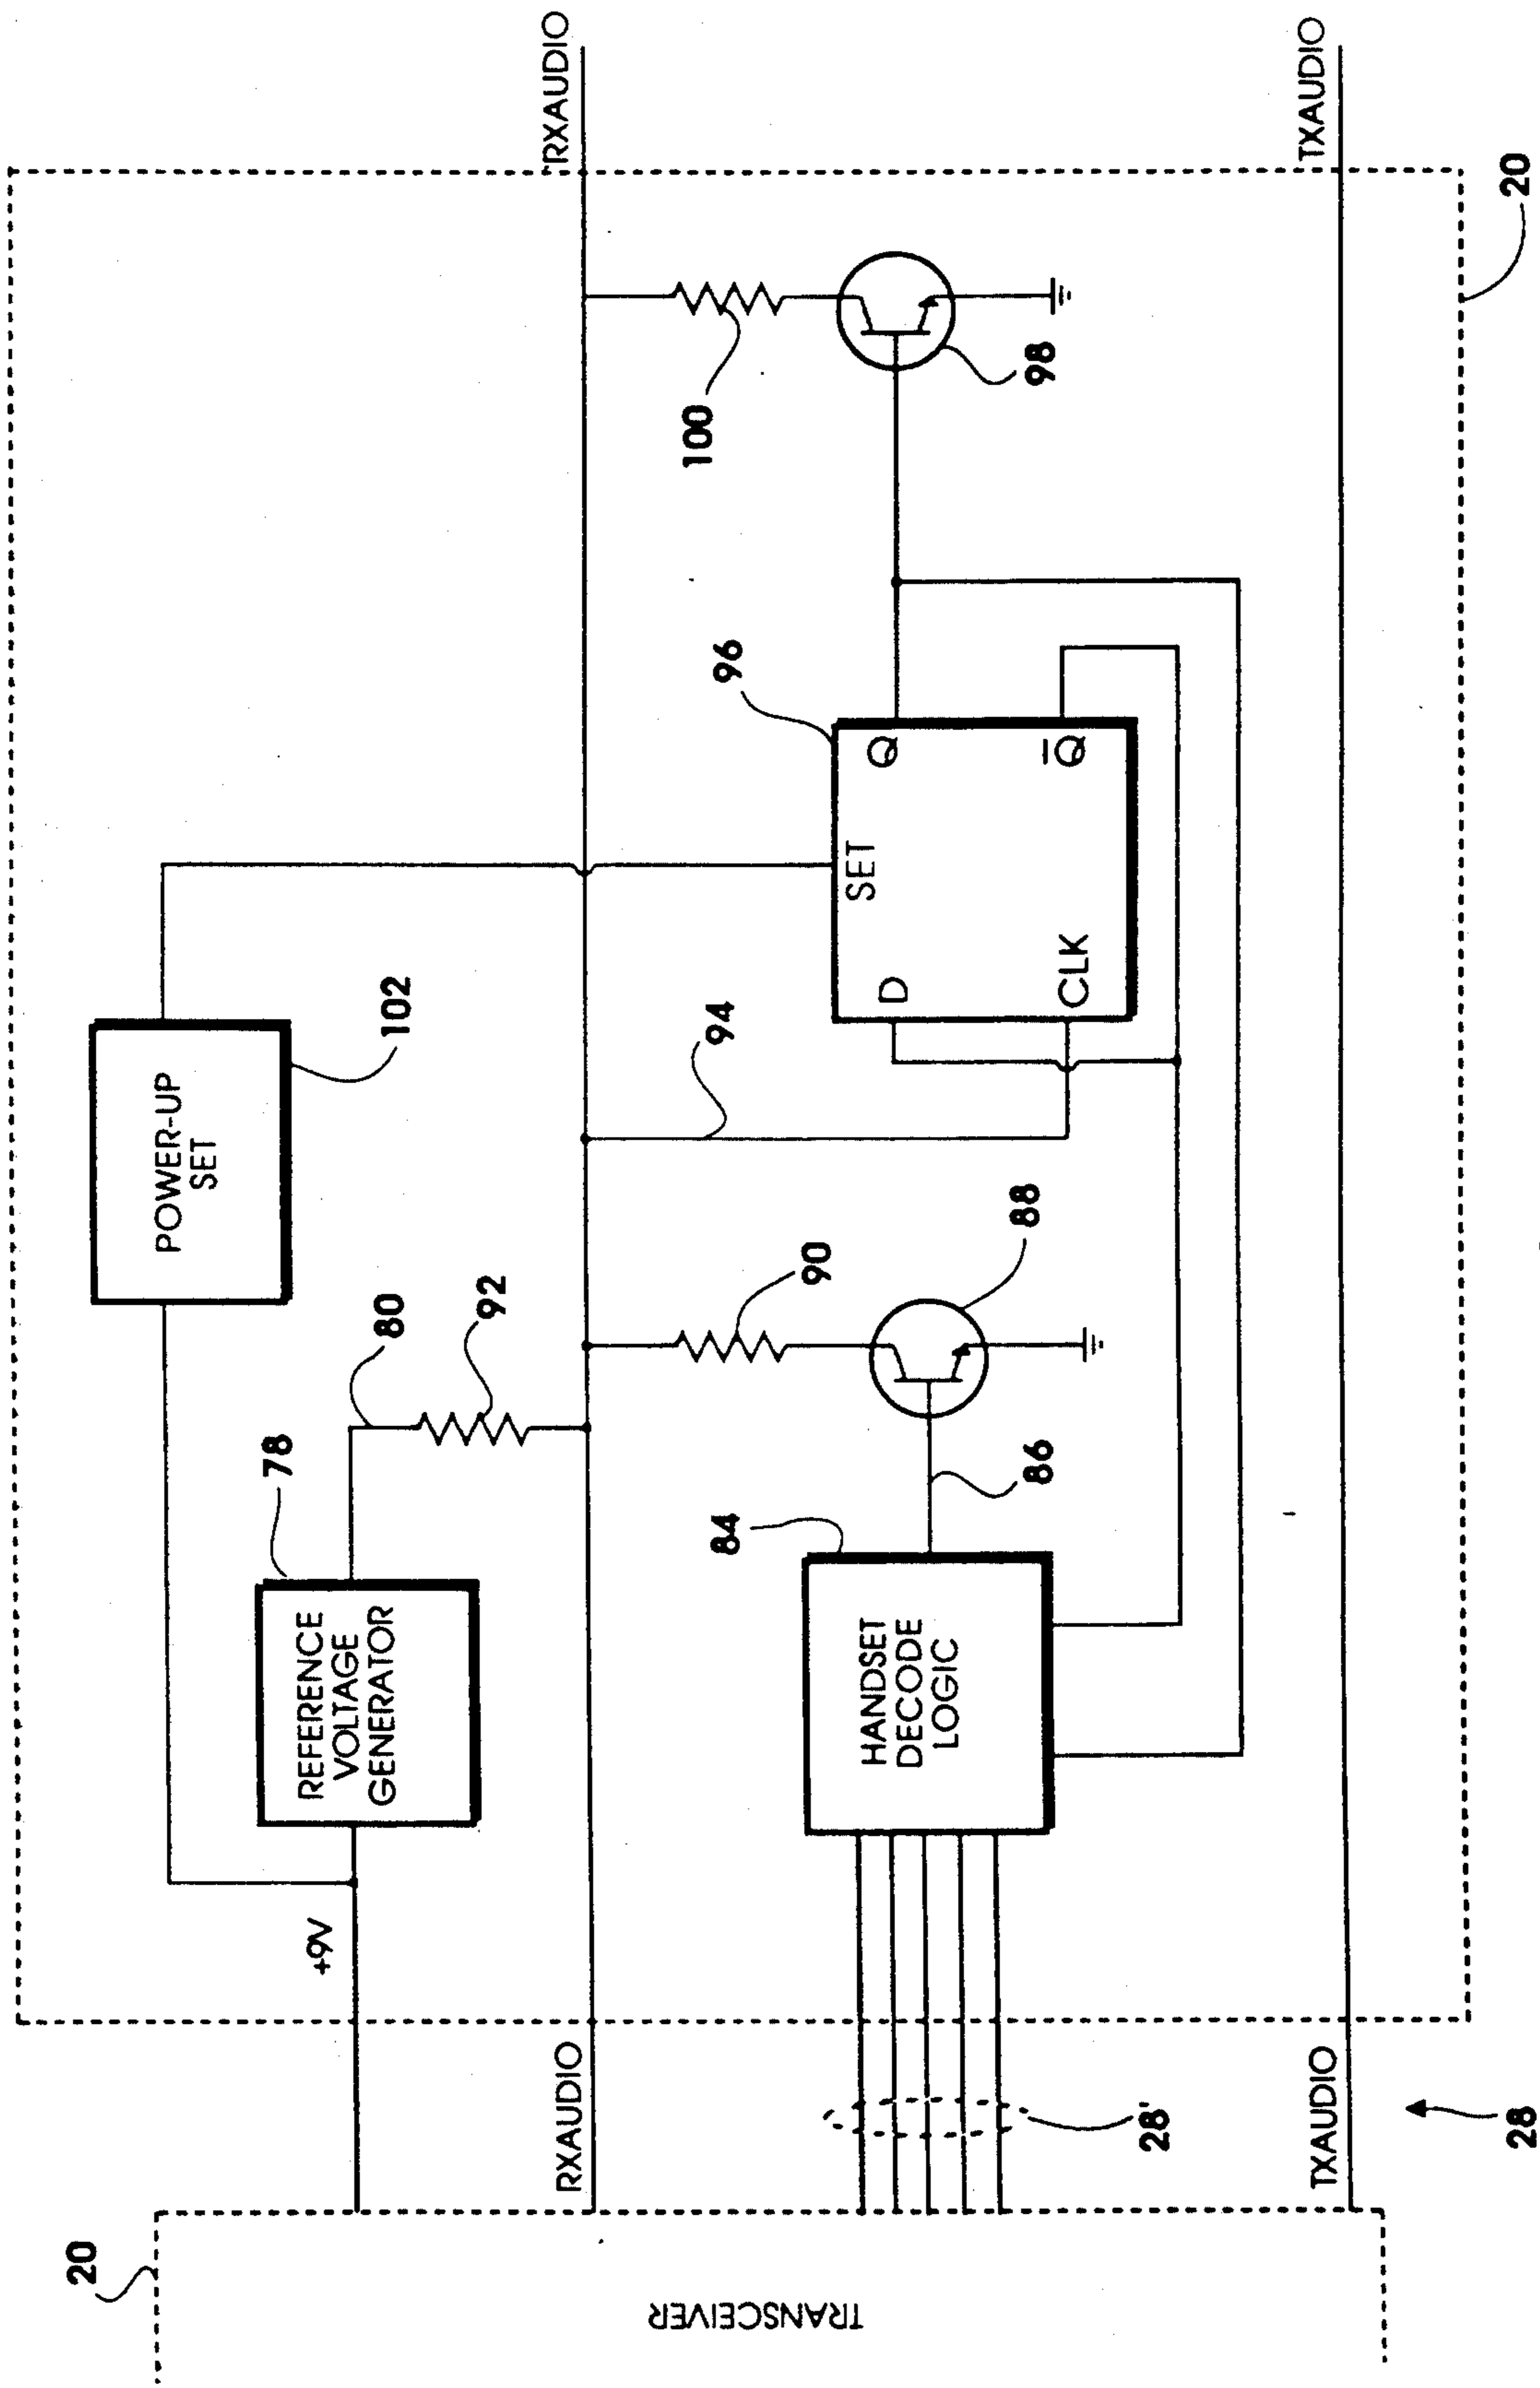 20
TRANSCEIVER
+9V
RXAUDIO
28'
TXAUDIO
28
REFERENCE
VOLTAGE
GENERATOR
78
80
92
POWER-UP
SET
102
HANDSET
DECODE
LOGIC
84
86
88
90
94
96
SET
D
CLK
Q
Q̅
98
100
RXAUDIO
TXAUDIO
20